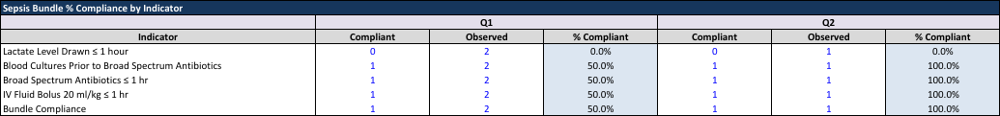 Sepsis Bundle % Compliance by Indicator
Q1 Q2
Indicator Compliant Observed % Compliant Compliant Observed % Compliant
Lactate Level Drawn ≤ 1 hour 0 2 0.0% 0 1 0.0%
Blood Cultures Prior to Broad Spectrum Antibiotics 1 2 50.0% 1 1 100.0%
Broad Spectrum Antibiotics ≤ 1 hr 1 2 50.0% 1 1 100.0%
IV Fluid Bolus 20 ml/kg ≤ 1 hr 1 2 50.0% 1 1 100.0%
Bundle Compliance 1 2 50.0% 1 1 100.0%